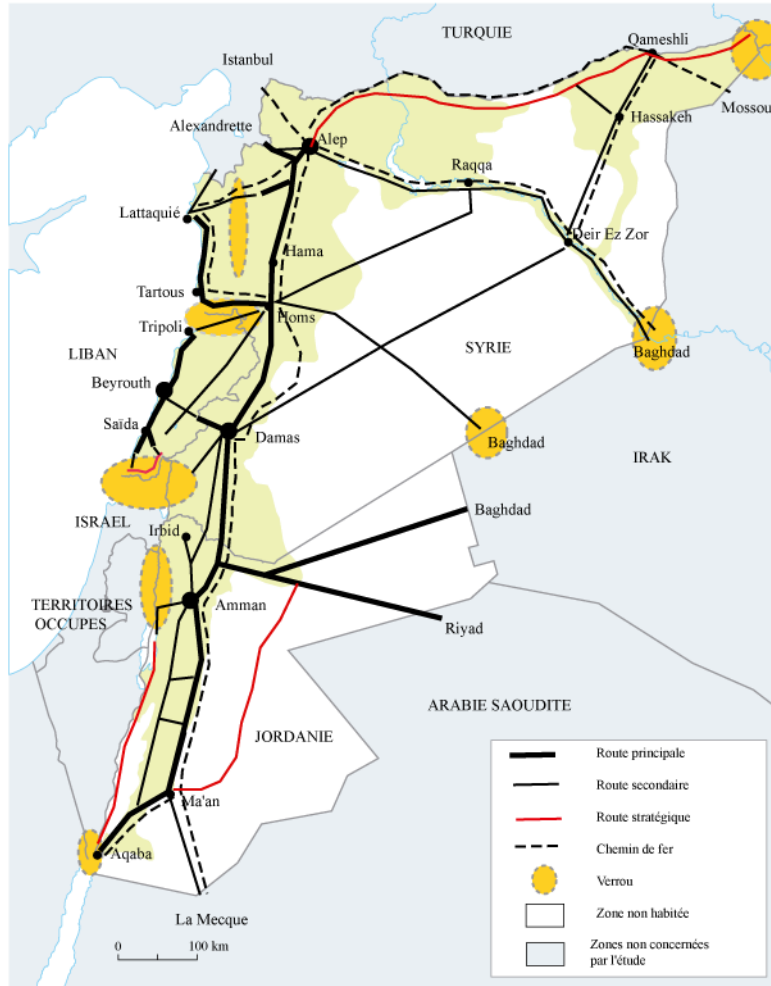 TURQUIE
Qameshli
Istanbul
Mossoul
Alexandrette
Alep
Hassakeh
Raqqa
Lattaquié
Deir Ez Zor
Hama
Tartous
Homs
Tripoli
SYRIE
Baghdad
LIBAN
Beyrouth
Saïda
Damas
Baghdad
IRAK
Baghdad
ISRAEL
Irbid
TERRITOIRES
OCCUPES
Amman
Riyad
ARABIE SAOUDITE
JORDANIE
Ma'an
Aqaba
La Mecque
0 100 km
Route principale
Route secondaire
Route stratégique
Chemin de fer
Verrou
Zone non habitée
Zones non concernées
par l'étude